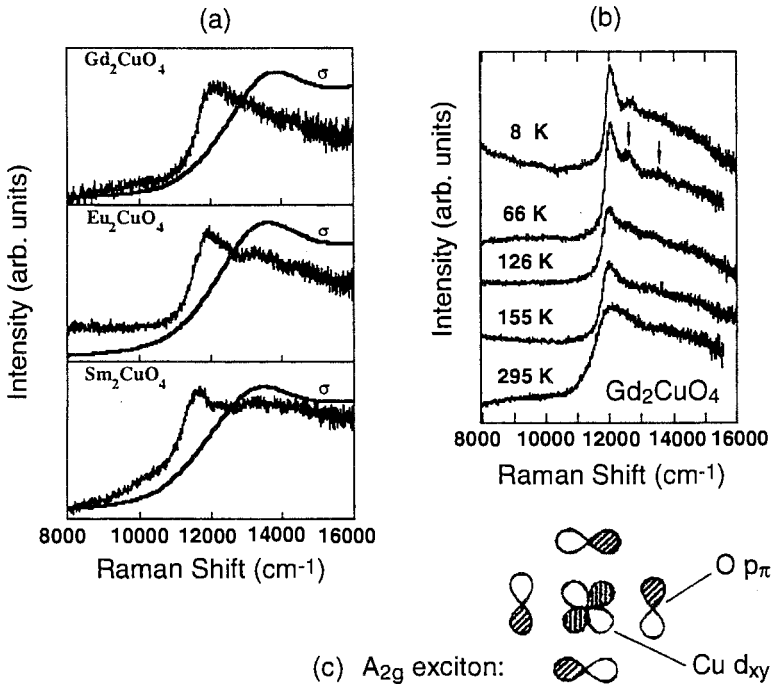 (a)
Gd₂CuO₄
σ
Eu₂CuO₄
σ
Sm₂CuO₄
σ
Intensity (arb. units)
8000 10000 12000 14000 16000
Raman Shift (cm⁻¹)
(b)
8 K
66 K
126 K
155 K
295 K
Gd₂CuO₄
Intensity (arb. units)
8000 10000 12000 14000 16000
Raman Shift (cm⁻¹)
O pπ
Cu dxy
(c) A₂g exciton: